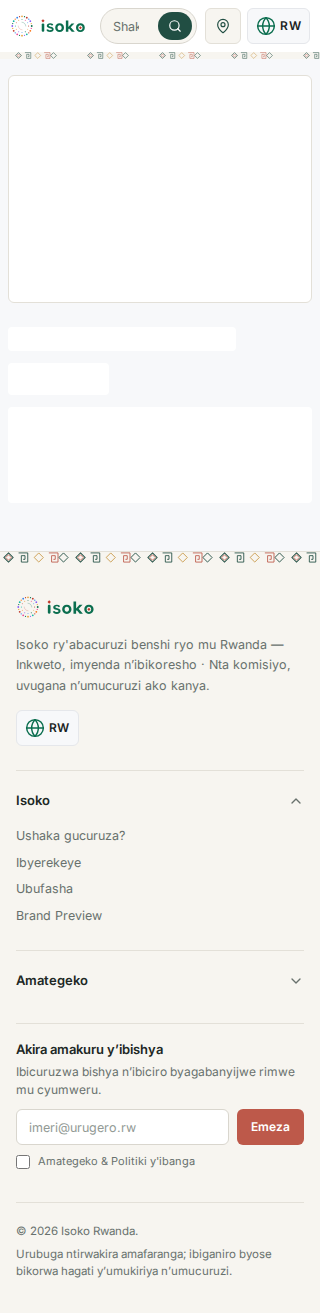 isoko
RW
isoko
Isoko ry'abacuruzi benshi ryo mu Rwanda —
Inkweto, imyenda n'ibikoresho · Nta komisiyo,
uvugana n'umucuruzi ako kanya.
RW
Isoko
Ushaka gucuruza?
Ibyerekeye
Ubufasha
Brand Preview
Amategeko
Akira amakuru y'ibishya
Ibicuruzwa bishya n'ibiciro byagabanyijwe rimwe
mu cyumweru.
imeri@urugero.rw
Emeza
Amategeko & Politiki y'ibanga
© 2026 Isoko Rwanda.
Urubuga ntirwakira amafaranga; ibiganiro byose
bikorwa hagati y'umukiriya n'umucuruzi.